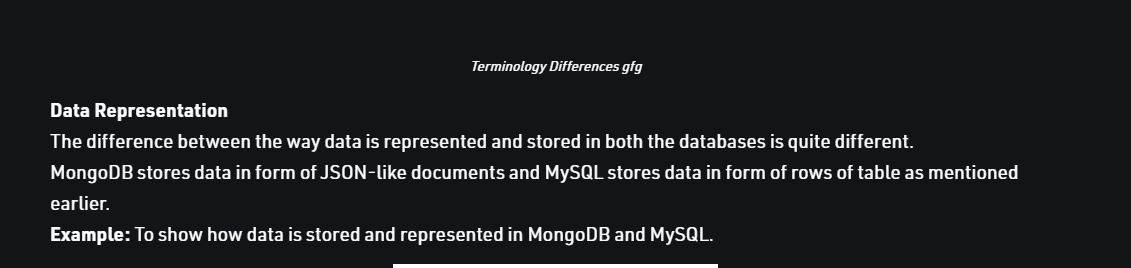 Terminology Differences gfg
Data Representation
The difference between the way data is represented and stored in both the databases is quite different.
MongoDB stores data in form of JSON-like documents and MySQL stores data in form of rows of table as mentioned
earlier.
Example: To show how data is stored and represented in MongoDB and MySQL.